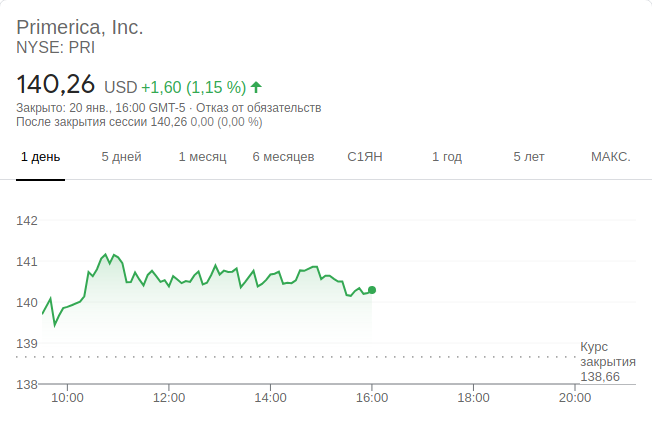 Primerica, Inc.
NYSE: PRI
140,26 USD +1,60 (1,15 %)
Закрыто: 20 янв., 16:00 GMT-5 · Отказ от обязательств
После закрытия сессии 140,26 0,00 (0,00 %)
1 день 5 дней 1 месяц 6 месяцев С1ЯН 1 год 5 лет МАКС.
142
141
140
139
Курс
закрытия
138,66
138
10:00 12:00 14:00 16:00 18:00 20:00